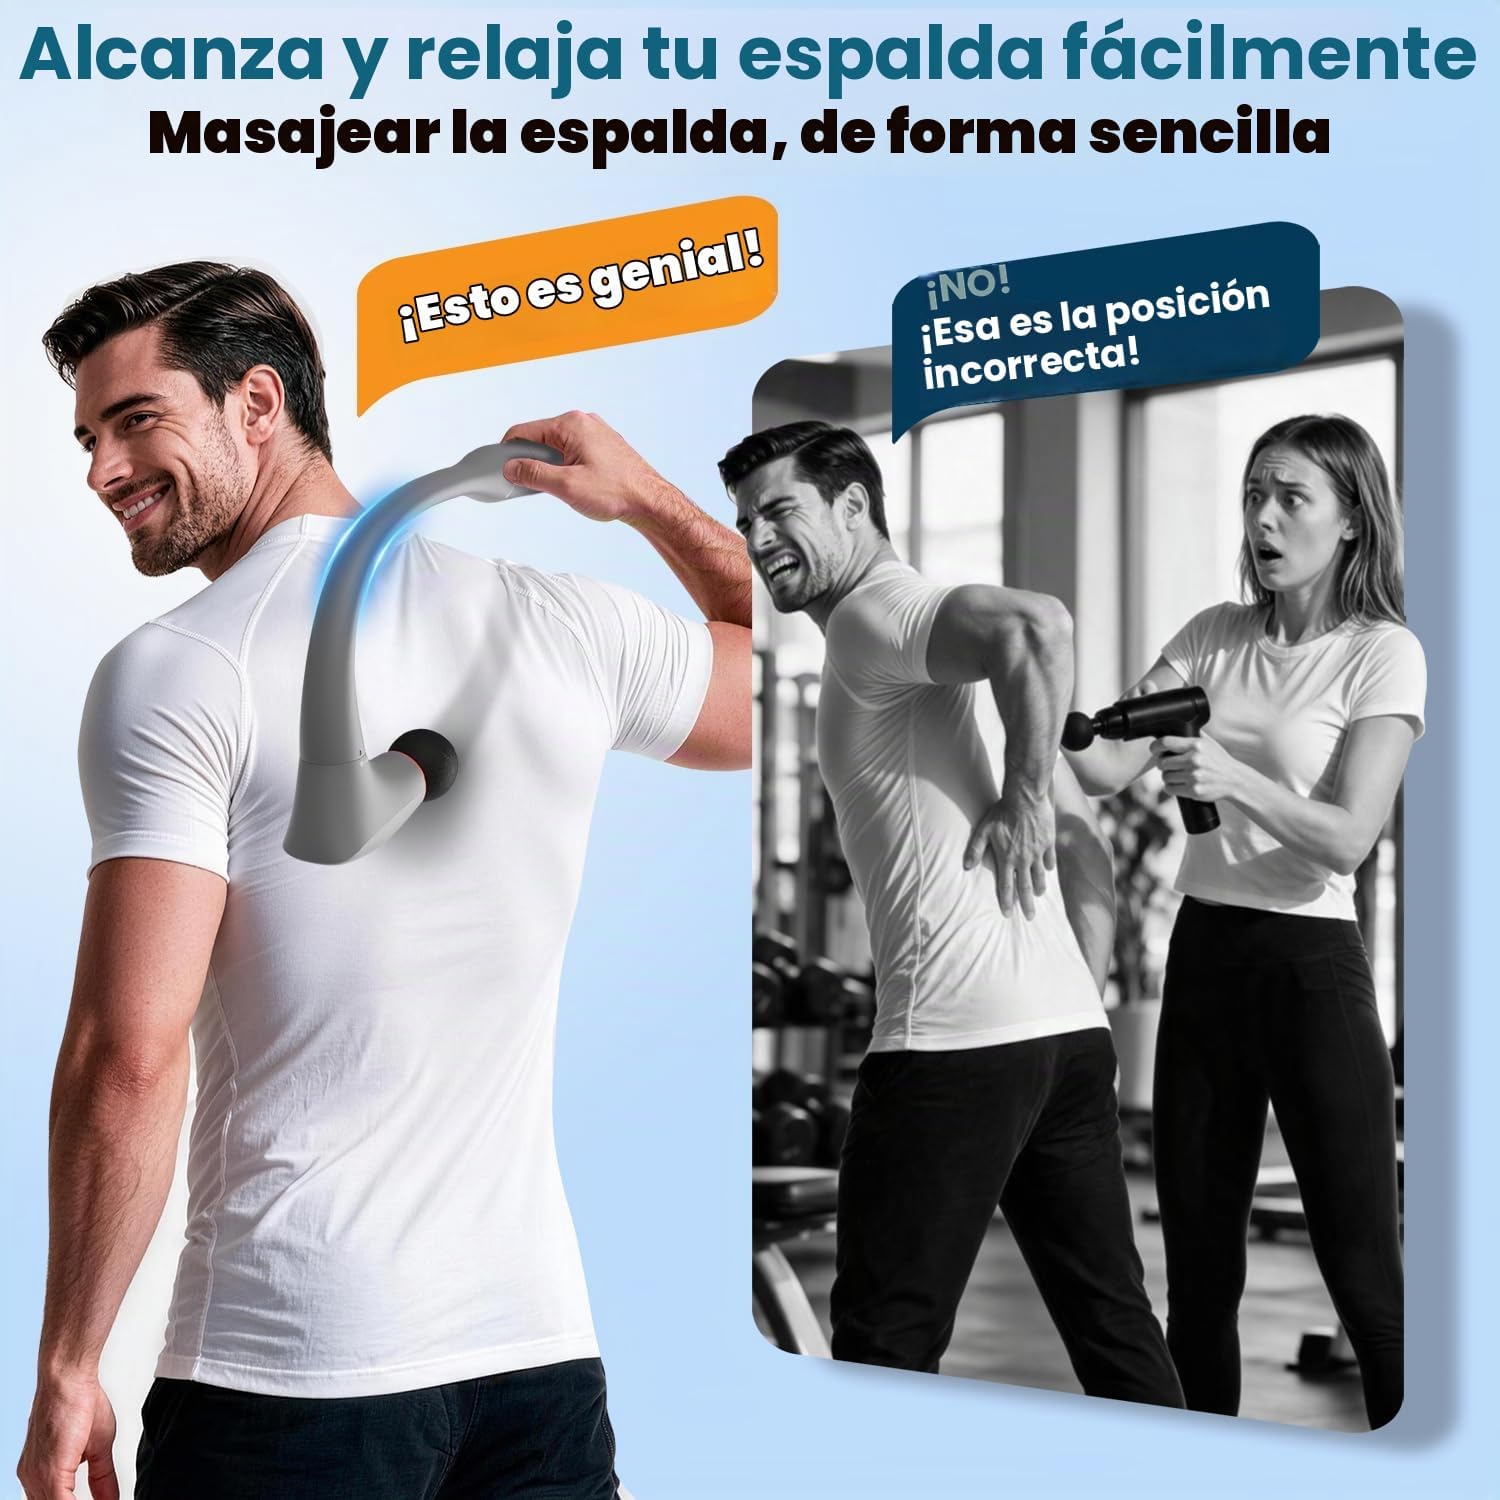 Alcanza y relaja tu espalda fácilmente
Masajear la espalda, de forma sencilla
¡Esto es genial!
¡NO!
¡Esa es la posición
incorrecta!